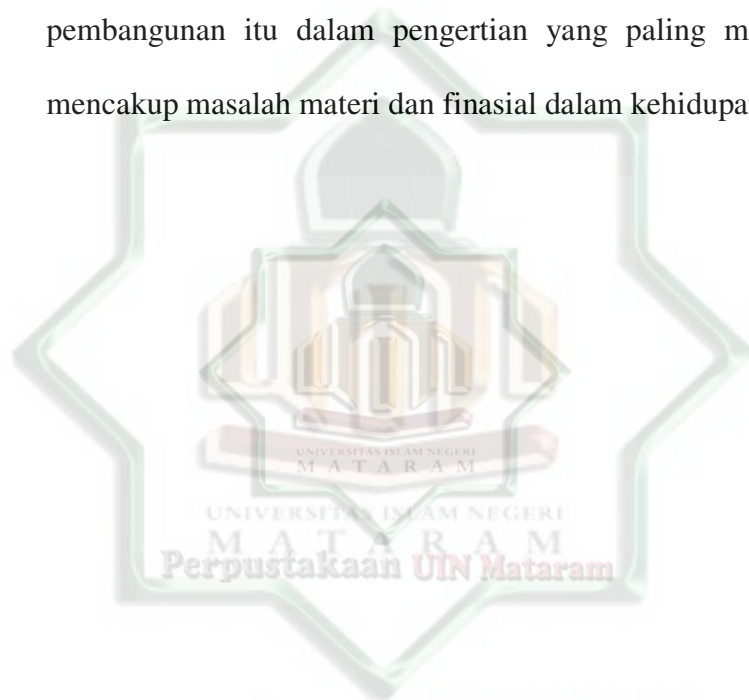 pembangunan itu dalam pengertian yang paling m
mencakup masalah materi dan finasial dalam kehidupa
UNIVERSITAS ISLAM NEGERI
M A T A R A M
UNIVERSITAS ISLAM NEGERI
M A T A R A M
Perpustakaan UIN Mataram